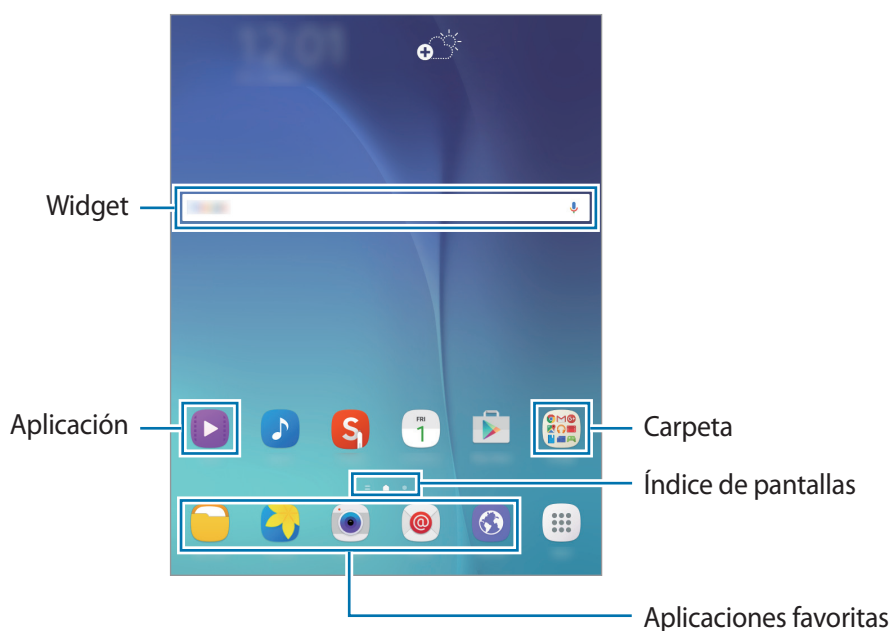 Widget
Aplicación
FRI
1
Carpeta
Índice de pantallas
Aplicaciones favoritas